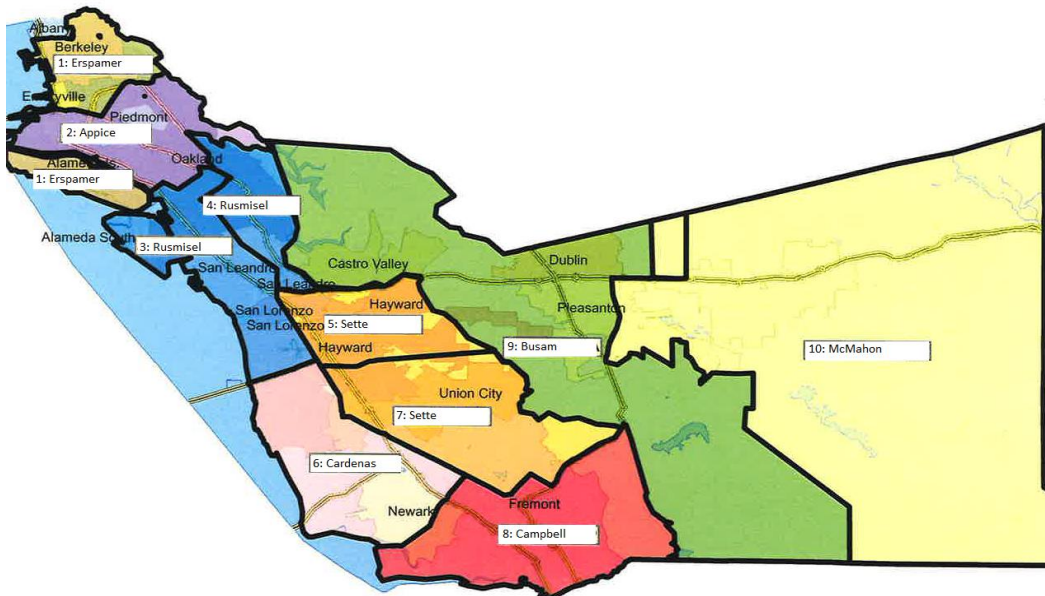 Albany
Berkeley
1: Erspamer
Emeryville
Piedmont
2: Appice
Oakland
1: Erspamer
4: Rusmisel
Alameda South
3: Rusmisel
San Leandro
San Leandro
Castro Valley
Dublin
Hayward
San Lorenzo
San Lorenzo
5: Sette
Pleasanton
Hayward
9: Busam
10: McMahon
Union City
7: Sette
6: Cardenas
Newark
Fremont
8: Campbell